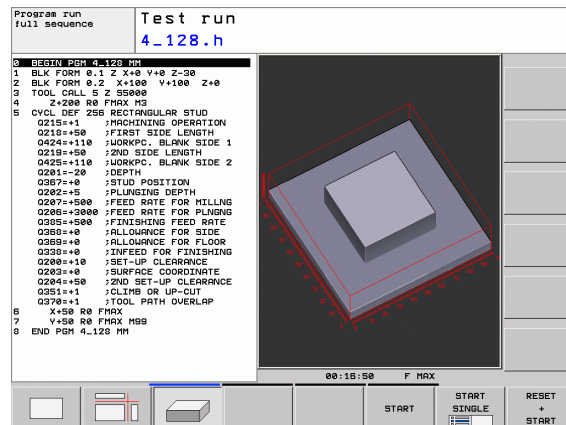 Program run
full sequence
Test run
4_128.h
0 BEGIN PGM 4_128 MM
1 BLK FORM 0.1 Z X+0 Y+0 Z-30
2 BLK FORM 0.2 X+100 Y+100 Z+0
3 TOOL CALL 5 Z S5000
4 Z+200 R0 FMAX M3
5 CYCL DEF 256 RECTANGULAR STUD
Q215=+1 ;MACHINING OPERATION
Q218=+50 ;FIRST SIDE LENGTH
Q424=+110 ;WORKPC. BLANK SIDE 1
Q219=+50 ;2ND SIDE LENGTH
Q425=+110 ;WORKPC. BLANK SIDE 2
Q201=-20 ;DEPTH
Q367=+0 ;STUD POSITION
Q202=+5 ;PLUNGING DEPTH
Q207=+500 ;FEED RATE FOR MILLNG
Q206=+3000 ;FEED RATE FOR PLNGNG
Q385=+500 ;FINISHING FEED RATE
Q368=+0 ;ALLOWANCE FOR SIDE
Q369=+0 ;ALLOWANCE FOR FLOOR
Q338=+0 ;INFEED FOR FINISHING
Q200=+10 ;SET-UP CLEARANCE
Q203=+0 ;SURFACE COORDINATE
Q204=+50 ;2ND SET-UP CLEARANCE
Q351=+1 ;CLIMB OR UP-CUT
Q370=+1 ;TOOL PATH OVERLAP
6 X+50 R0 FMAX
7 Y+50 R0 FMAX M99
8 END PGM 4_128 MM
00:16:50 F MAX
START
START
SINGLE
RESET
+
START